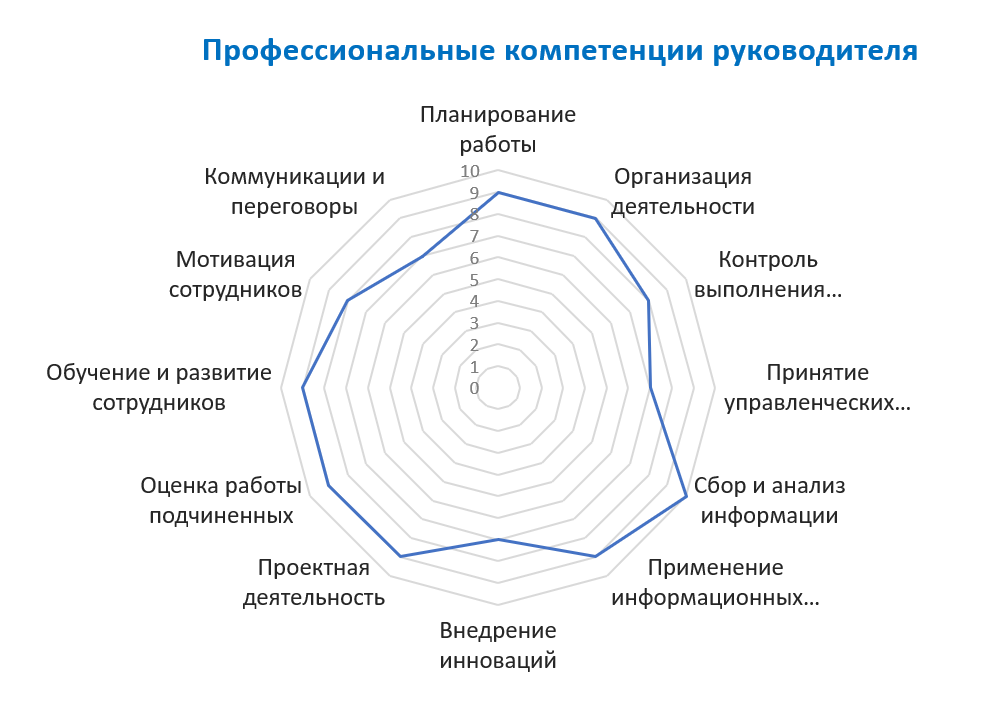 Профессиональные компетенции руководителя
Планирование
работы
Организация
деятельности
Контроль
выполнения…
Принятие
управленческих…
Сбор и анализ
информации
Применение
информационных…
Внедрение
инноваций
Проектная
деятельность
Оценка работы
подчиненных
Обучение и развитие
сотрудников
Мотивация
сотрудников
Коммуникации и
переговоры
10
9
8
7
6
5
4
3
2
1
0